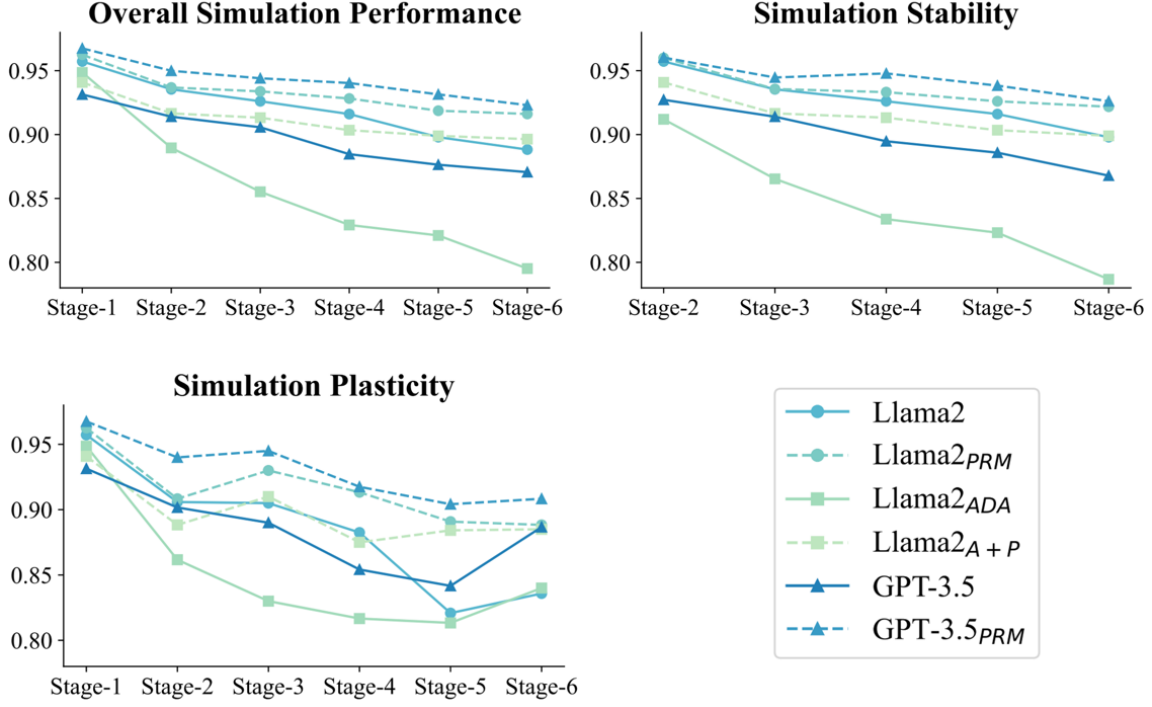 Overall Simulation Performance
0.95
0.90
0.85
0.80
Stage-1 Stage-2 Stage-3 Stage-4 Stage-5 Stage-6
Simulation Stability
0.95
0.90
0.85
0.80
Stage-2 Stage-3 Stage-4 Stage-5 Stage-6
Simulation Plasticity
0.95
0.90
0.85
0.80
Stage-1 Stage-2 Stage-3 Stage-4 Stage-5 Stage-6
Llama2
Llama2PRM
Llama2ADA
Llama2A+P
GPT-3.5
GPT-3.5PRM